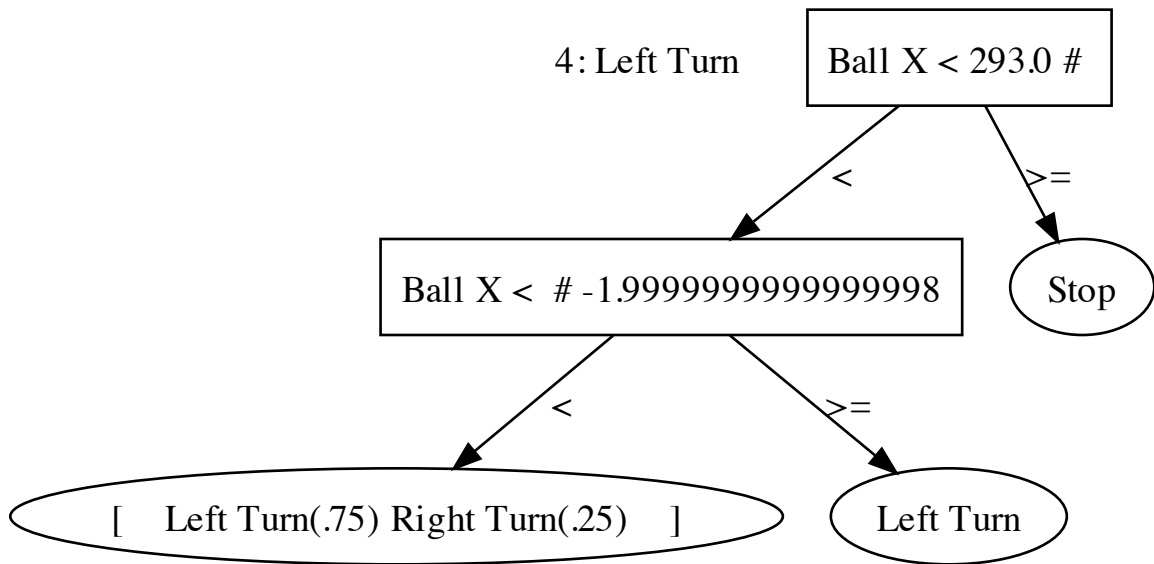 4: Left Turn
Ball X < 293.0 #
<
>=
Ball X <  # -1.9999999999999998
Stop
<
>=
[    Left Turn(.75) Right Turn(.25)    ]
Left Turn